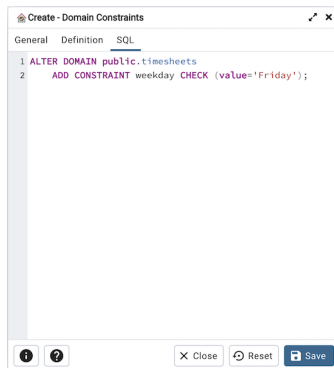 Create - Domain Constraints
General Definition SQL
1 ALTER DOMAIN public.timesheets
2 ADD CONSTRAINT weekday CHECK (value='Friday');
Close Reset Save